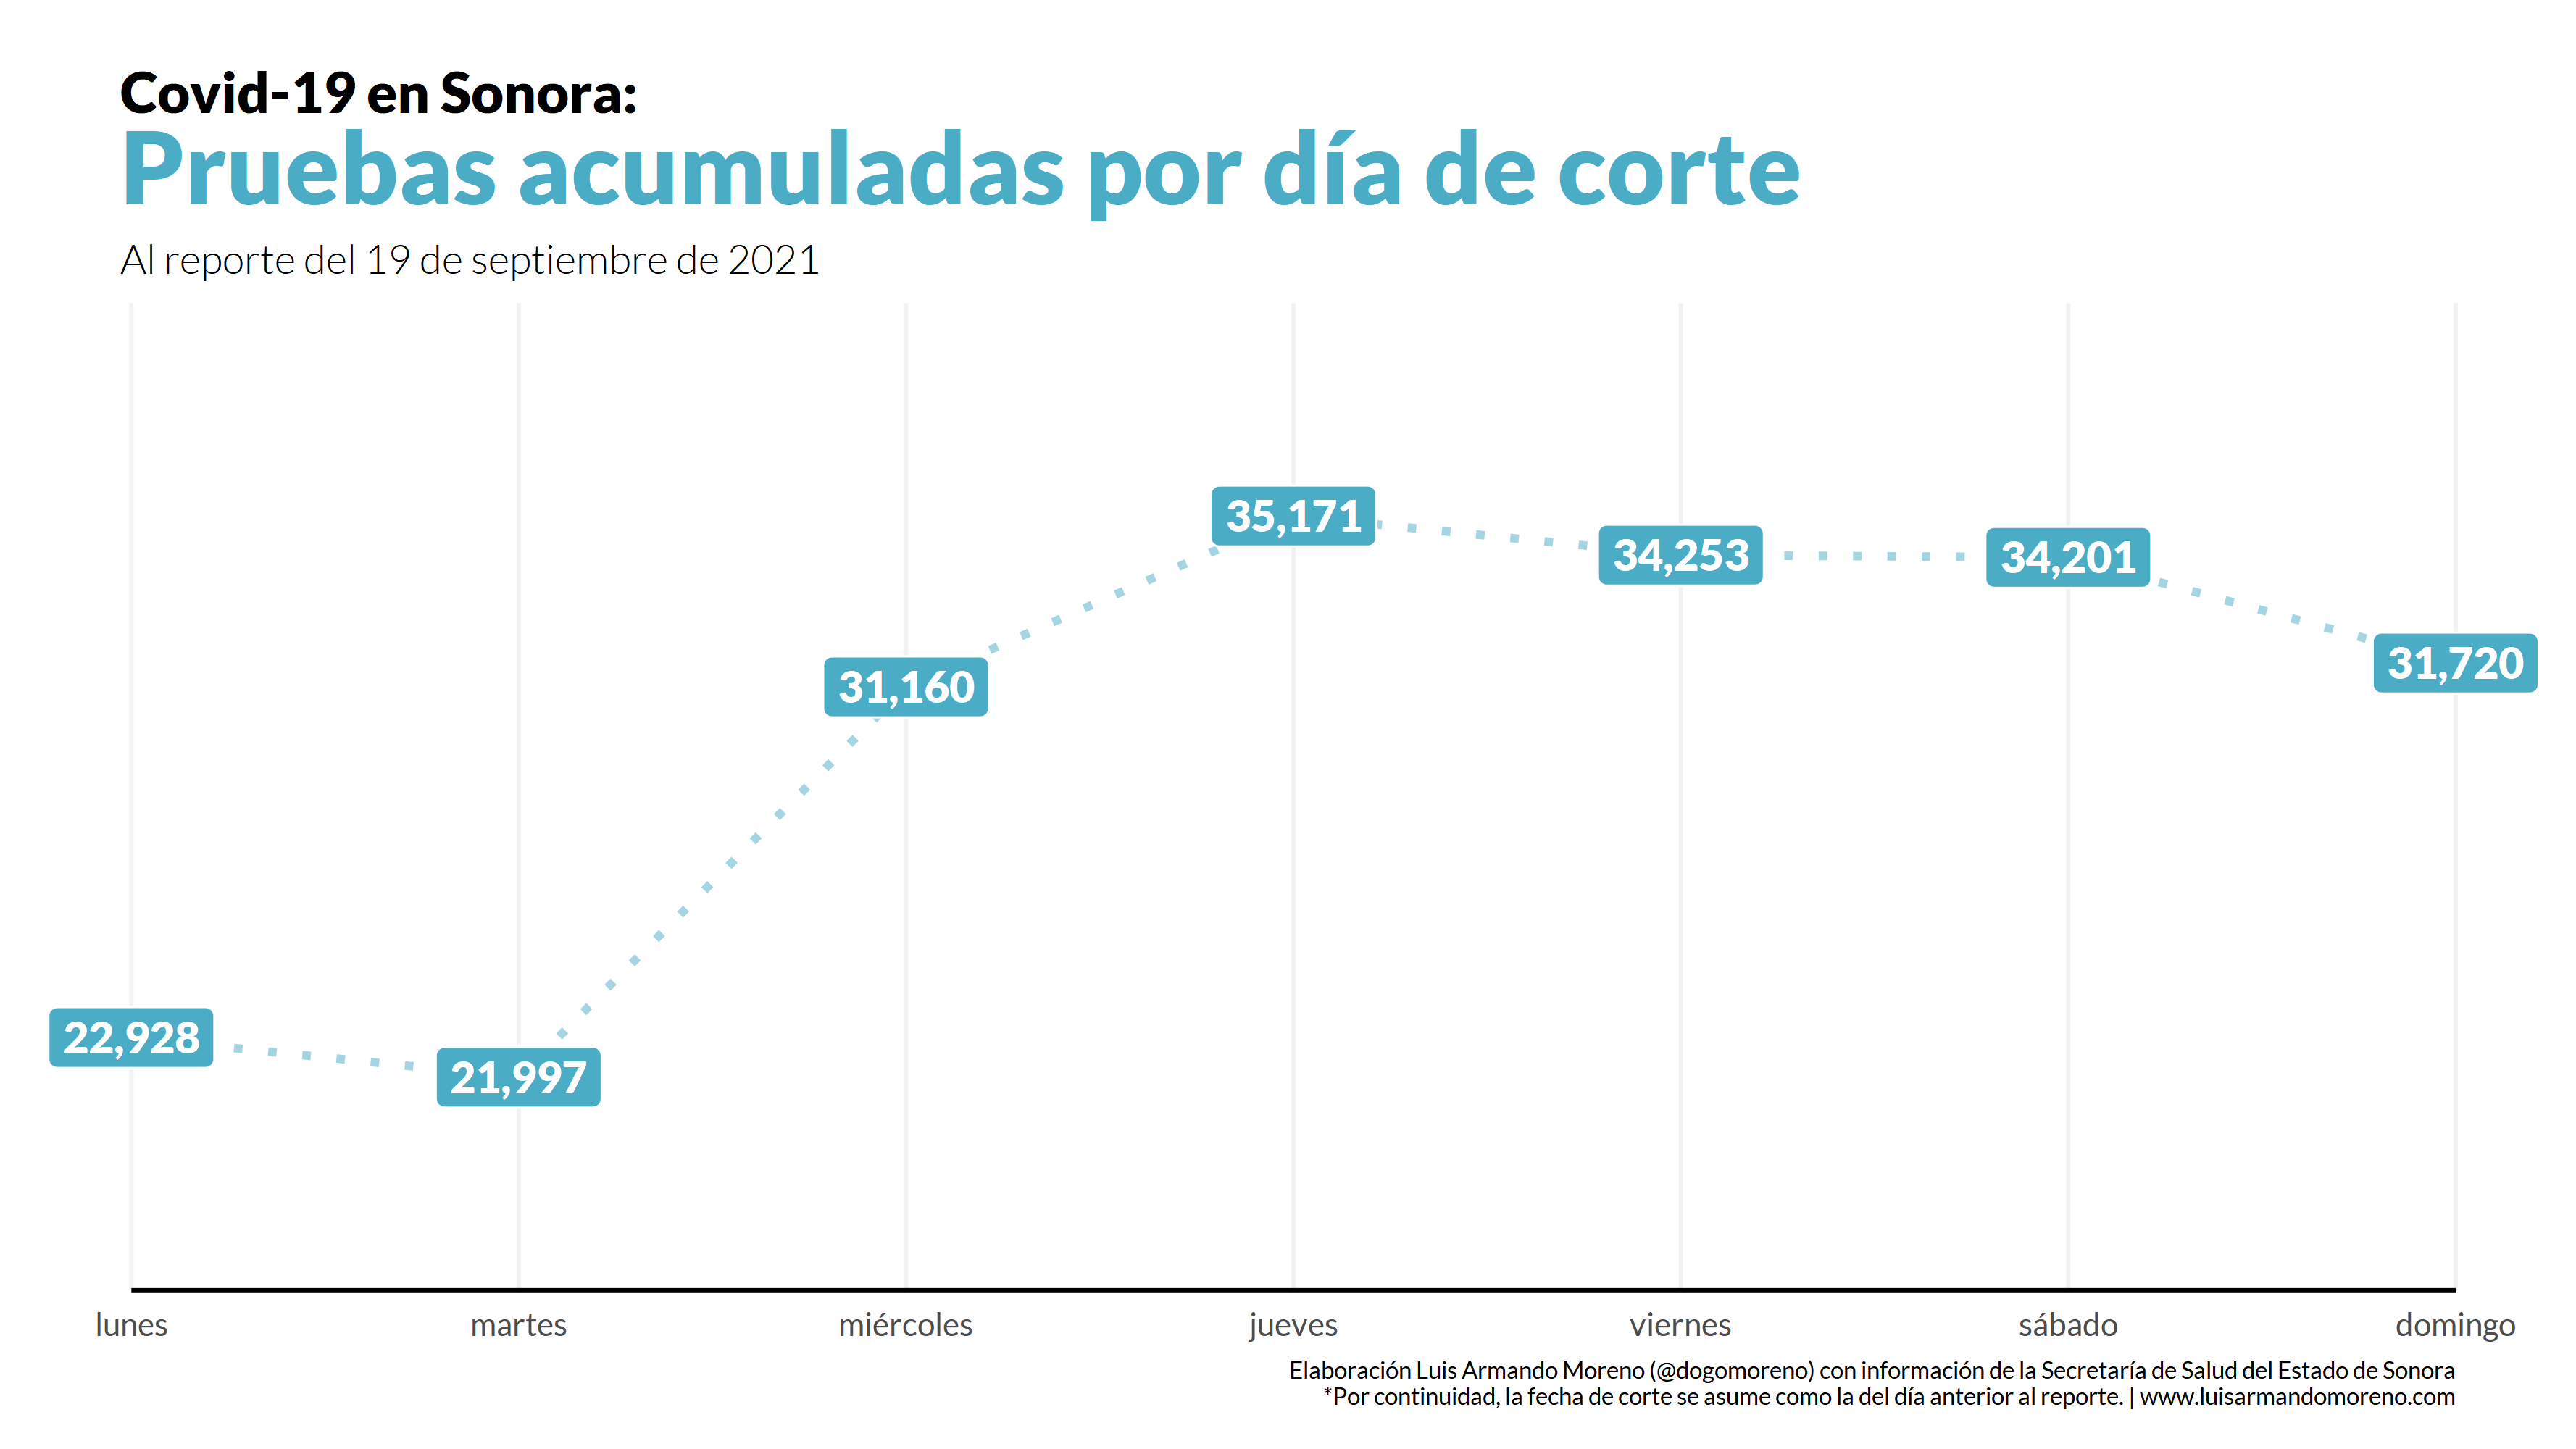 Covid-19 en Sonora:
Pruebas acumuladas por día de corte
Al reporte del 19 de septiembre de 2021
35,171
34,253
34,201
31,720
31,160
22,928
21,997
lunes martes miércoles jueves viernes sábado domingo
Elaboración Luis Armando Moreno (@dogomoreno) con información de la Secretaría de Salud del Estado de Sonora
*Por continuidad, la fecha de corte se asume como la del día anterior al reporte. | www.luisarmandomoreno.com